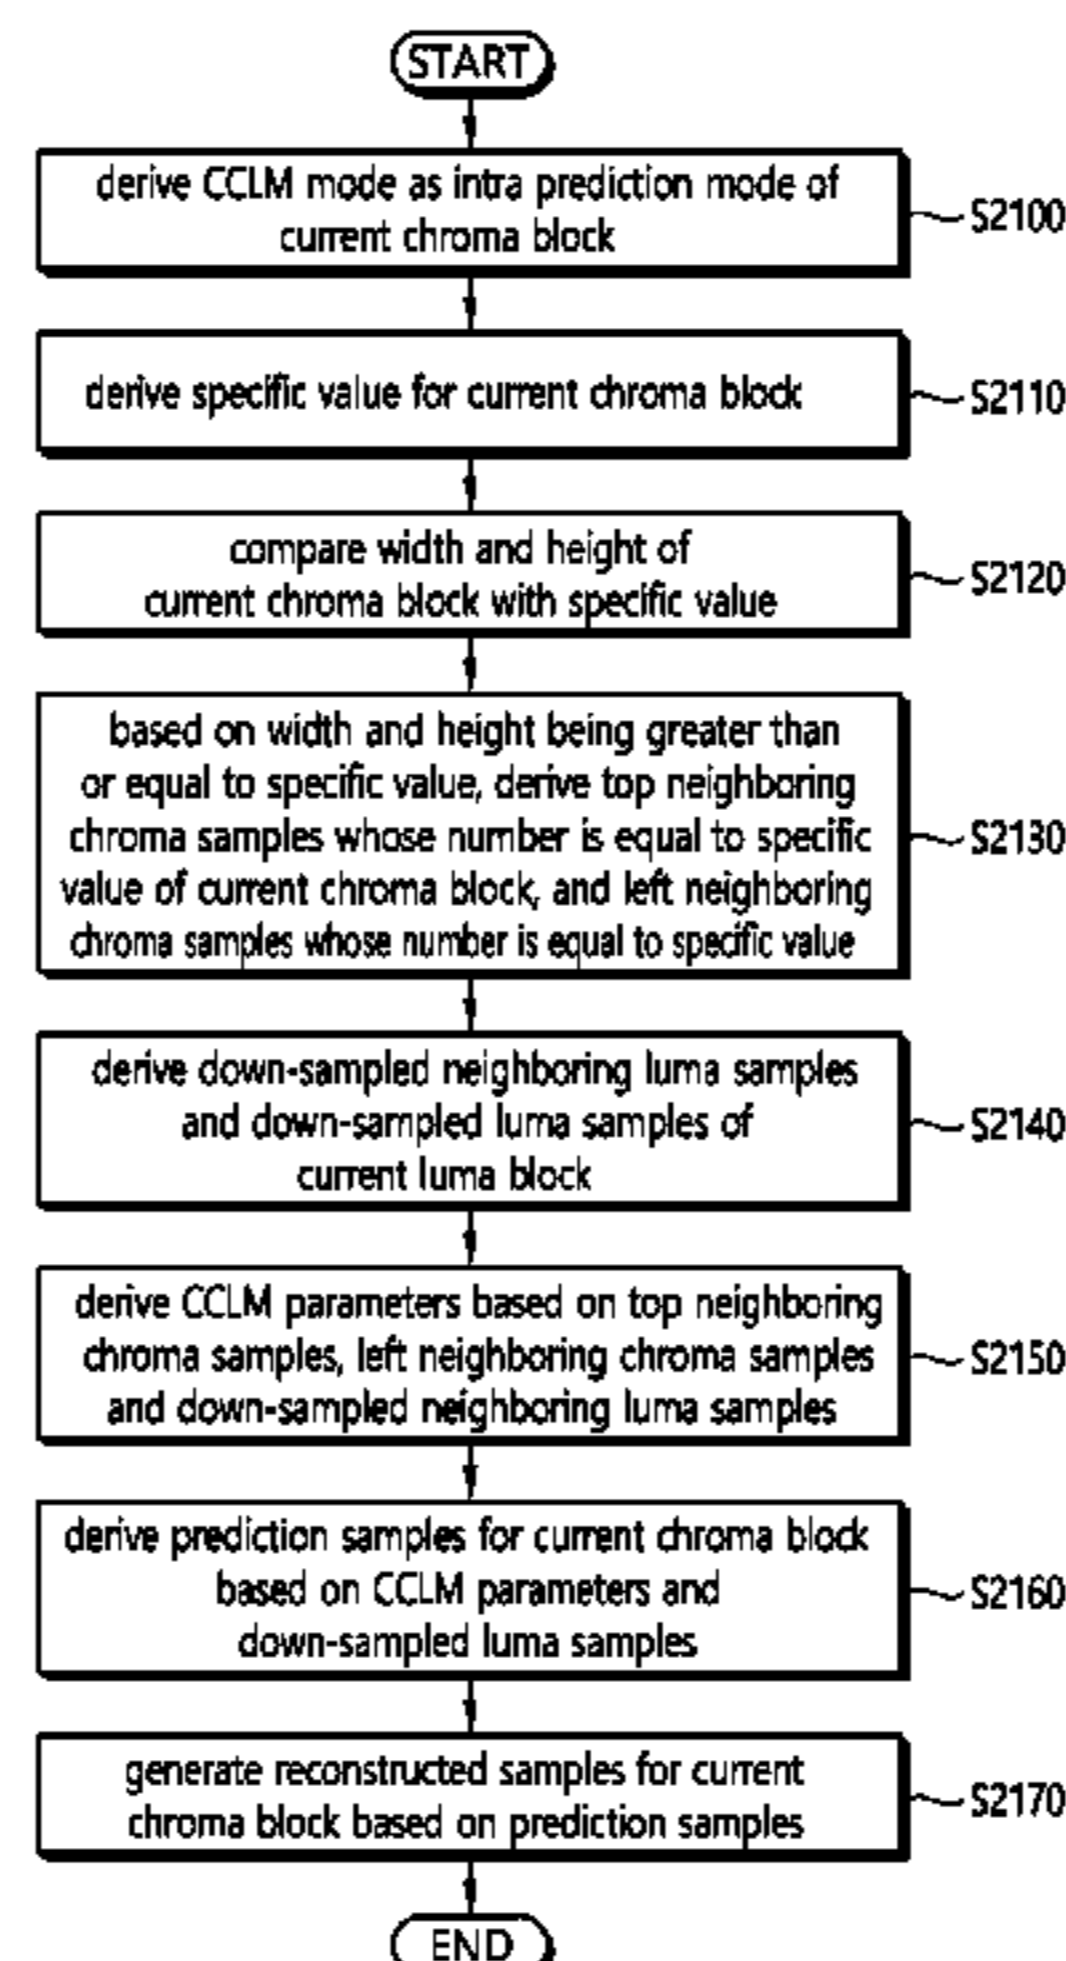 START
derive CCLM mode as intra prediction mode of
current chroma block
S2100
derive specific value for current chroma block
S2110
compare width and height of
current chroma block with specific value
S2120
based on width and height being greater than
or equal to specific value, derive top neighboring
chroma samples whose number is equal to specific
value of current chroma block, and left neighboring
chroma samples whose number is equal to specific value
S2130
derive down-sampled neighboring luma samples
and down-sampled luma samples of
current luma block
S2140
derive CCLM parameters based on top neighboring
chroma samples, left neighboring chroma samples
and down-sampled neighboring luma samples
S2150
derive prediction samples for current chroma block
based on CCLM parameters and
down-sampled luma samples
S2160
generate reconstructed samples for current
chroma block based on prediction samples
S2170
END